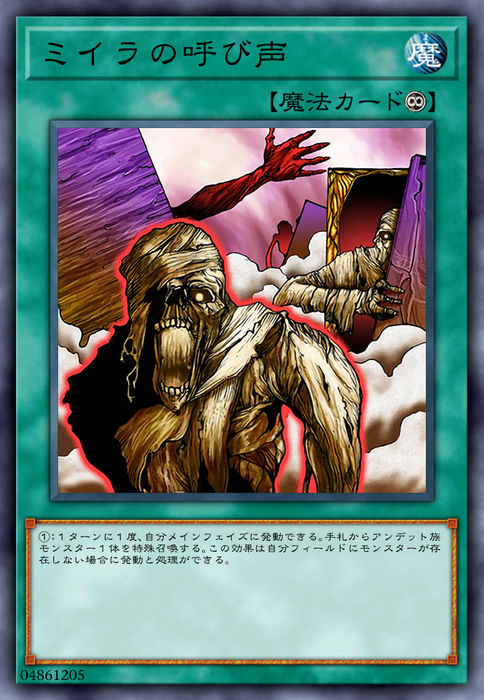 ミイラの呼び声
魔
【魔法カード】
①:1ターンに1度、自分メインフェイズに発動できる。手札からアンデット族
モンスター1体を特殊召喚する。この効果は自分フィールドにモンスターが存
在しない場合に発動と処理ができる。
04861205